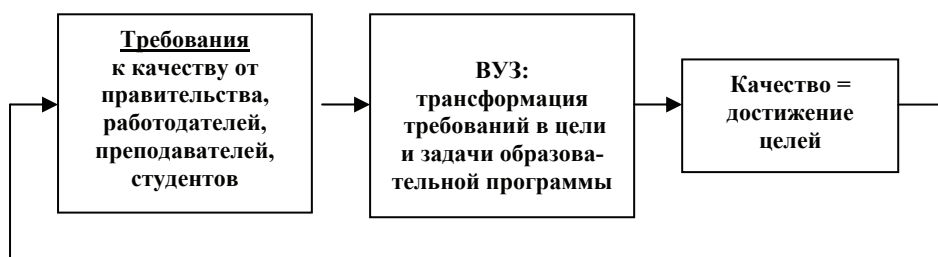 Требования
к качеству от
правительства,
работодателей,
преподавателей,
студентов
ВУЗ:
трансформация
требований в цели
и задачи образова-
тельной программы
Качество =
достижение
целей